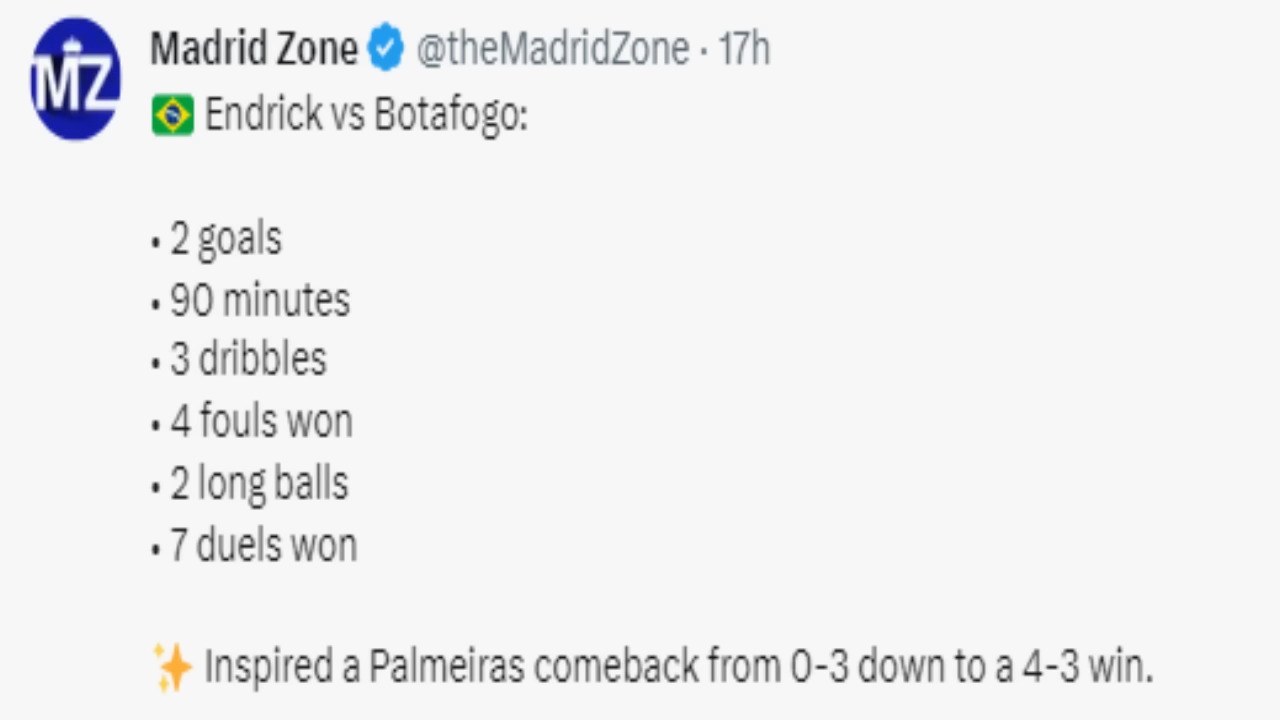 MZ
Madrid Zone @theMadridZone · 17h
🇧🇷 Endrick vs Botafogo:
• 2 goals
• 90 minutes
• 3 dribbles
• 4 fouls won
• 2 long balls
• 7 duels won
✨ Inspired a Palmeiras comeback from 0-3 down to a 4-3 win.